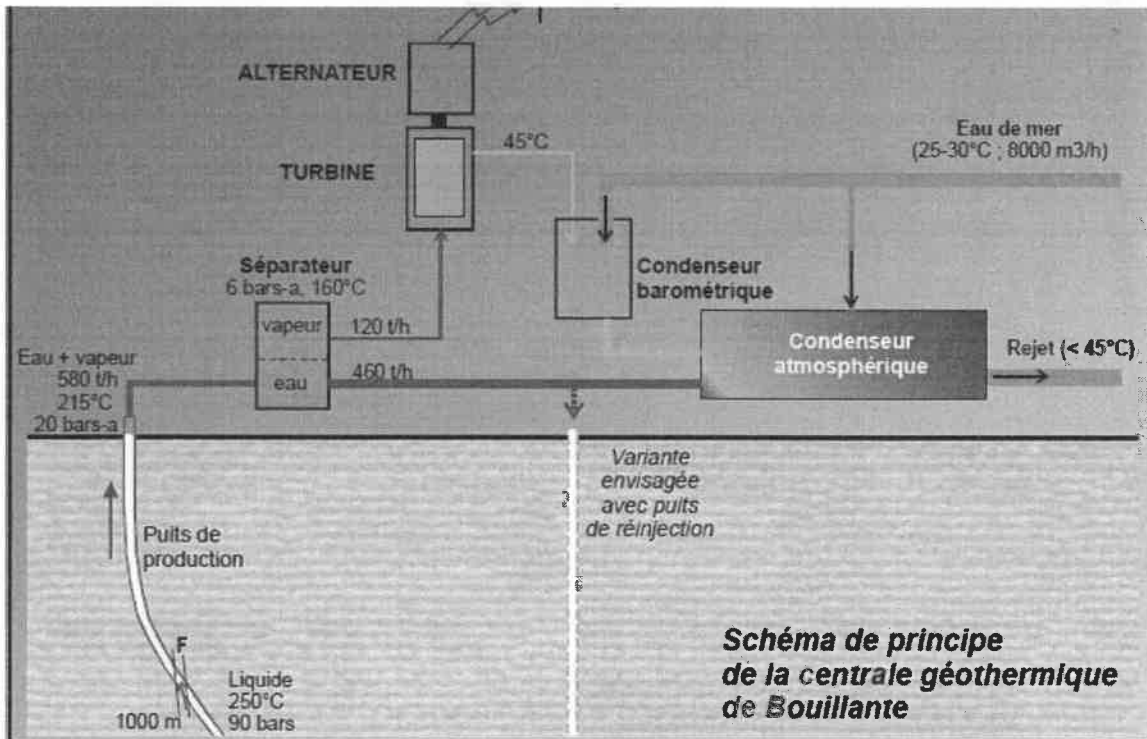 ALTERNATEUR
TURBINE
45°C
Eau de mer
(25-30°C ; 8000 m3/h)
Séparateur
6 bars-a, 160°C
vapeur
120 t/h
eau
460 t/h
Condenseur
barométrique
Condenseur
atmosphérique
Rejet (< 45°C)
Eau + vapeur
580 t/h
215°C
20 bars-a
Variante
envisagée
avec puits
de réinjection
Puits de
production
F
Liquide
250°C
90 bars
1000 m
Schéma de principe
de la centrale géothermique
de Bouillante